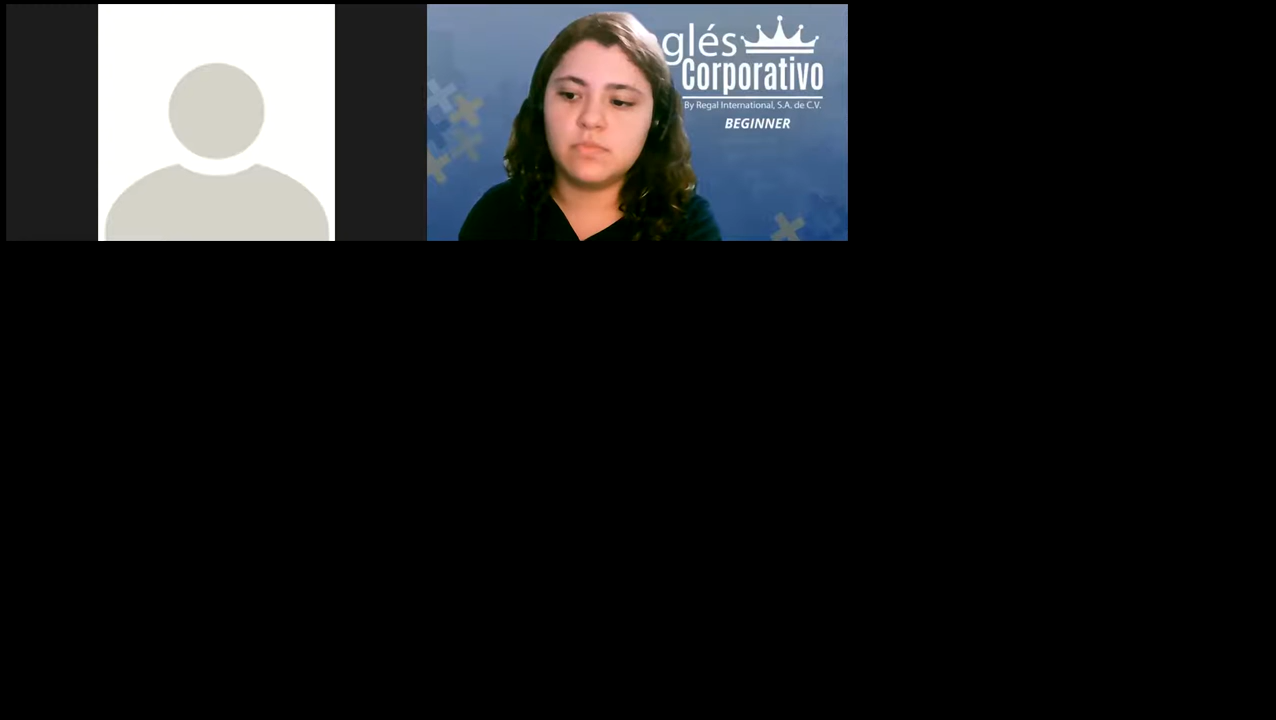 glés
Corporativo
By Regal International, S.A. de C.V.
BEGINNER